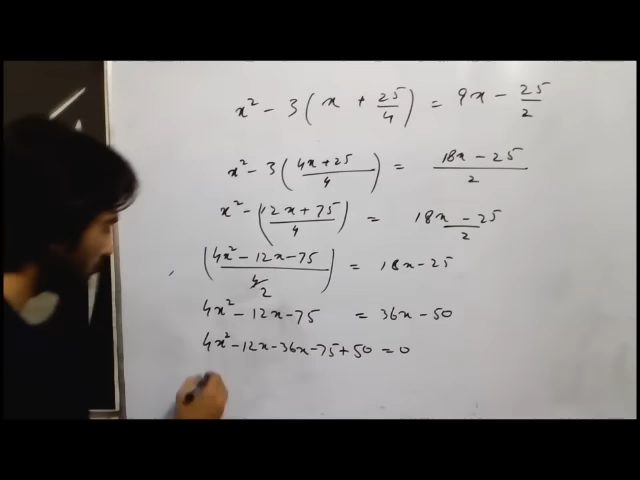 x² - 3 ( x + 25/4 ) = 9x - 25/2
x² - 3 ( (4x+25)/4 ) = (18x - 25)/2
x² - ( (12x + 75)/4 ) = (18x - 25)/2
( (4x² - 12x - 75)/(4/2) ) = 18x - 25
4x² - 12x - 75 = 36x - 50
4x² - 12x - 36x - 75 + 50 = 0